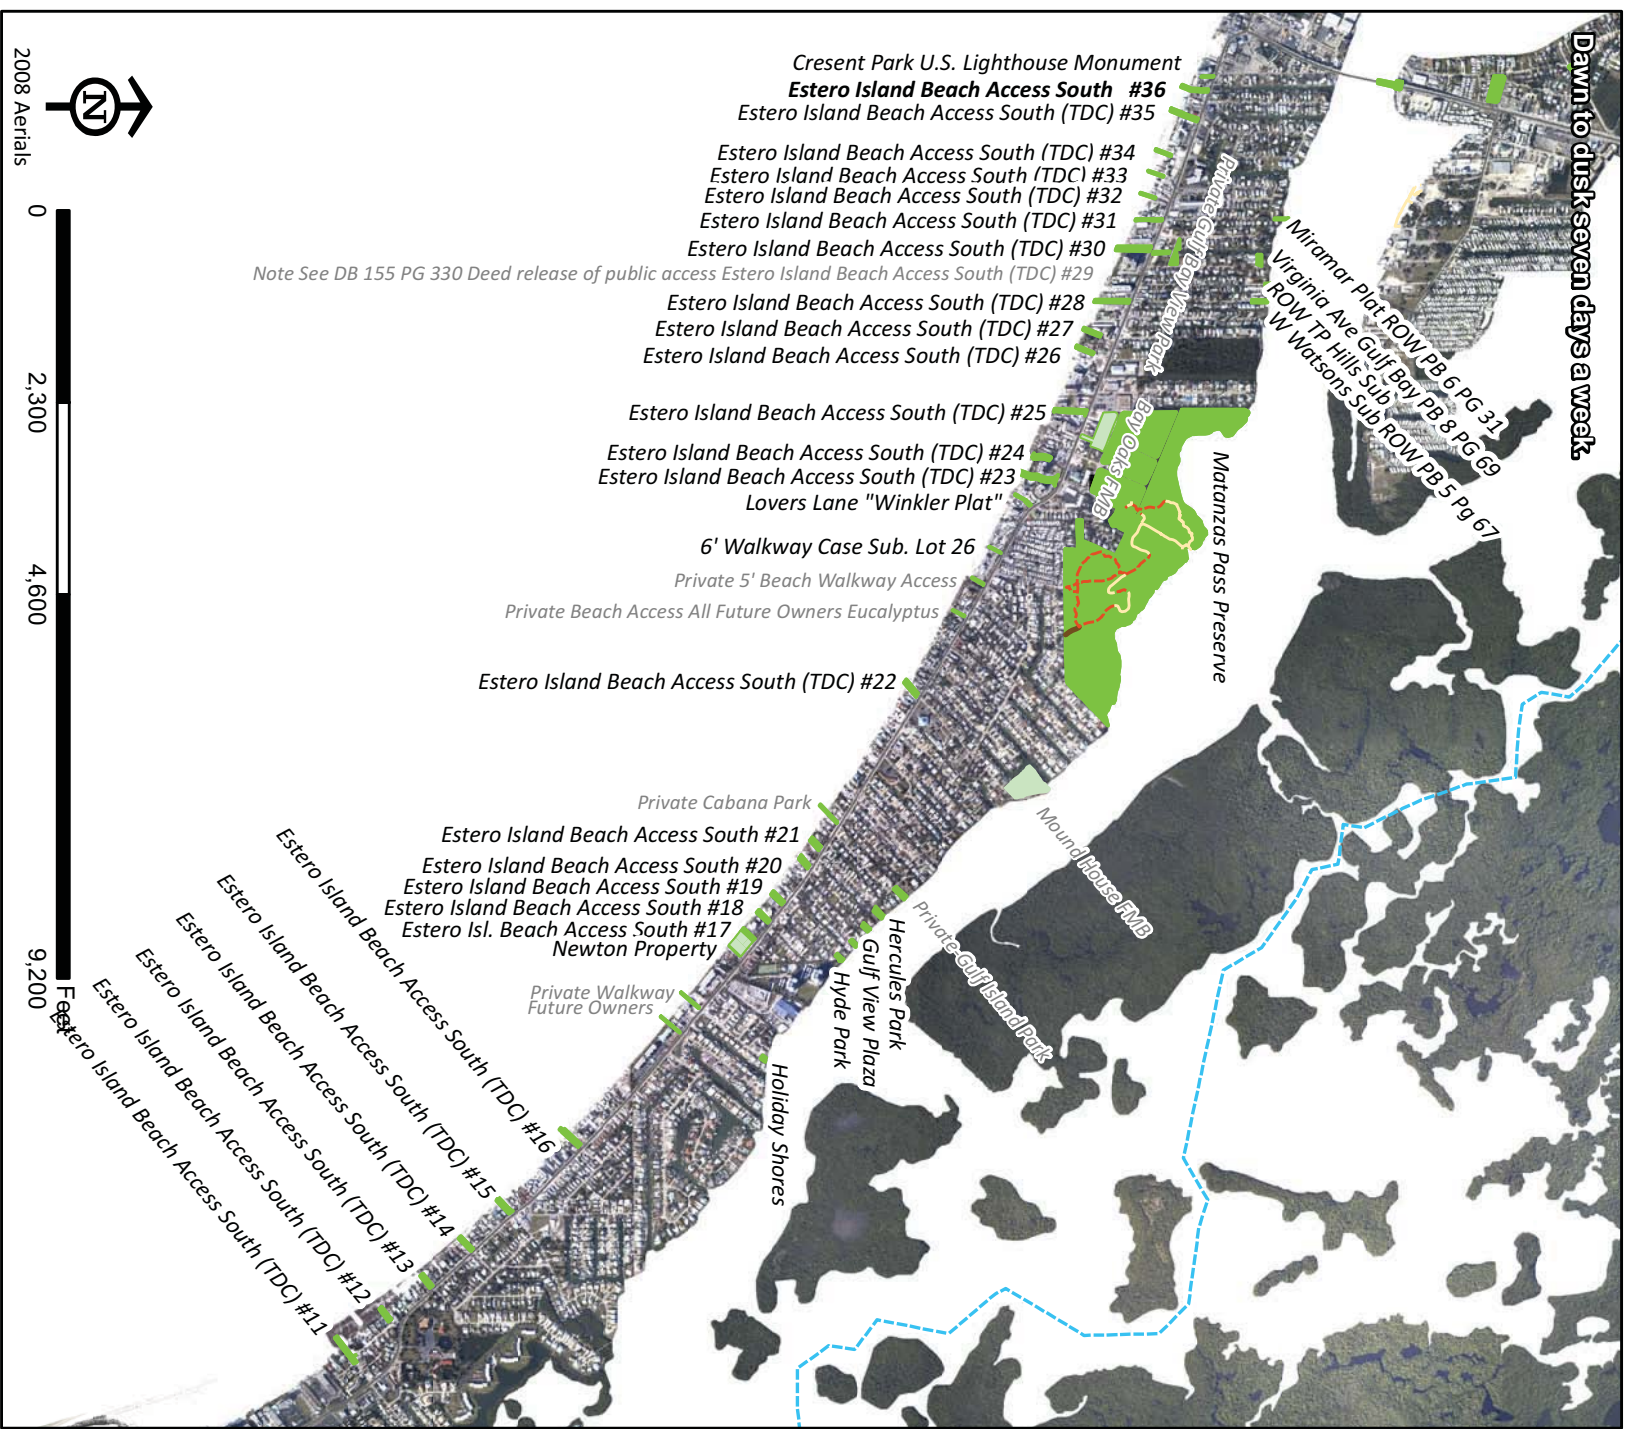 Dawn to dusk seven days a week.
Cresent Park U.S. Lighthouse Monument
Estero Island Beach Access South #36
Estero Island Beach Access South (TDC) #35
Estero Island Beach Access South (TDC) #34
Estero Island Beach Access South (TDC) #33
Estero Island Beach Access South (TDC) #32
Estero Island Beach Access South (TDC) #31
Estero Island Beach Access South (TDC) #30
Note See DB 155 PG 330 Deed release of public access Estero Island Beach Access South (TDC) #29
Estero Island Beach Access South (TDC) #28
Estero Island Beach Access South (TDC) #27
Estero Island Beach Access South (TDC) #26
Estero Island Beach Access South (TDC) #25
Estero Island Beach Access South (TDC) #24
Estero Island Beach Access South (TDC) #23
Lovers Lane "Winkler Plat"
6' Walkway Case Sub. Lot 26
Private 5' Beach Walkway Access
Private Beach Access All Future Owners Eucalyptus
Estero Island Beach Access South (TDC) #22
Private Cabana Park
Estero Island Beach Access South #21
Estero Island Beach Access South #20
Estero Island Beach Access South #19
Estero Island Beach Access South #18
Estero Isl. Beach Access South #17
Newton Property
Private Walkway
Future Owners
Estero Island Beach Access South (TDC) #16
Estero Island Beach Access South (TDC) #15
Estero Island Beach Access South (TDC) #14
Estero Island Beach Access South (TDC) #13
Estero Island Beach Access South (TDC) #12
Estero Island Beach Access South (TDC) #11
Private Gulf Bay View Park
Bay Oaks FMB
Matanzas Pass Preserve
Miramar Plat ROW PB 6 PG 31
Virginia Ave Gulf Bay PB 8 PG 69
ROW TP Hills Sub
W Watsons Sub ROW PB 5 Pg 67
Mound House FMB
Private-Gulf Island Park
Hercules Park
Gulf View Plaza
Hyde Park
Holiday Shores
N
2008 Aerials
0
2,300
4,600
9,200
Feet